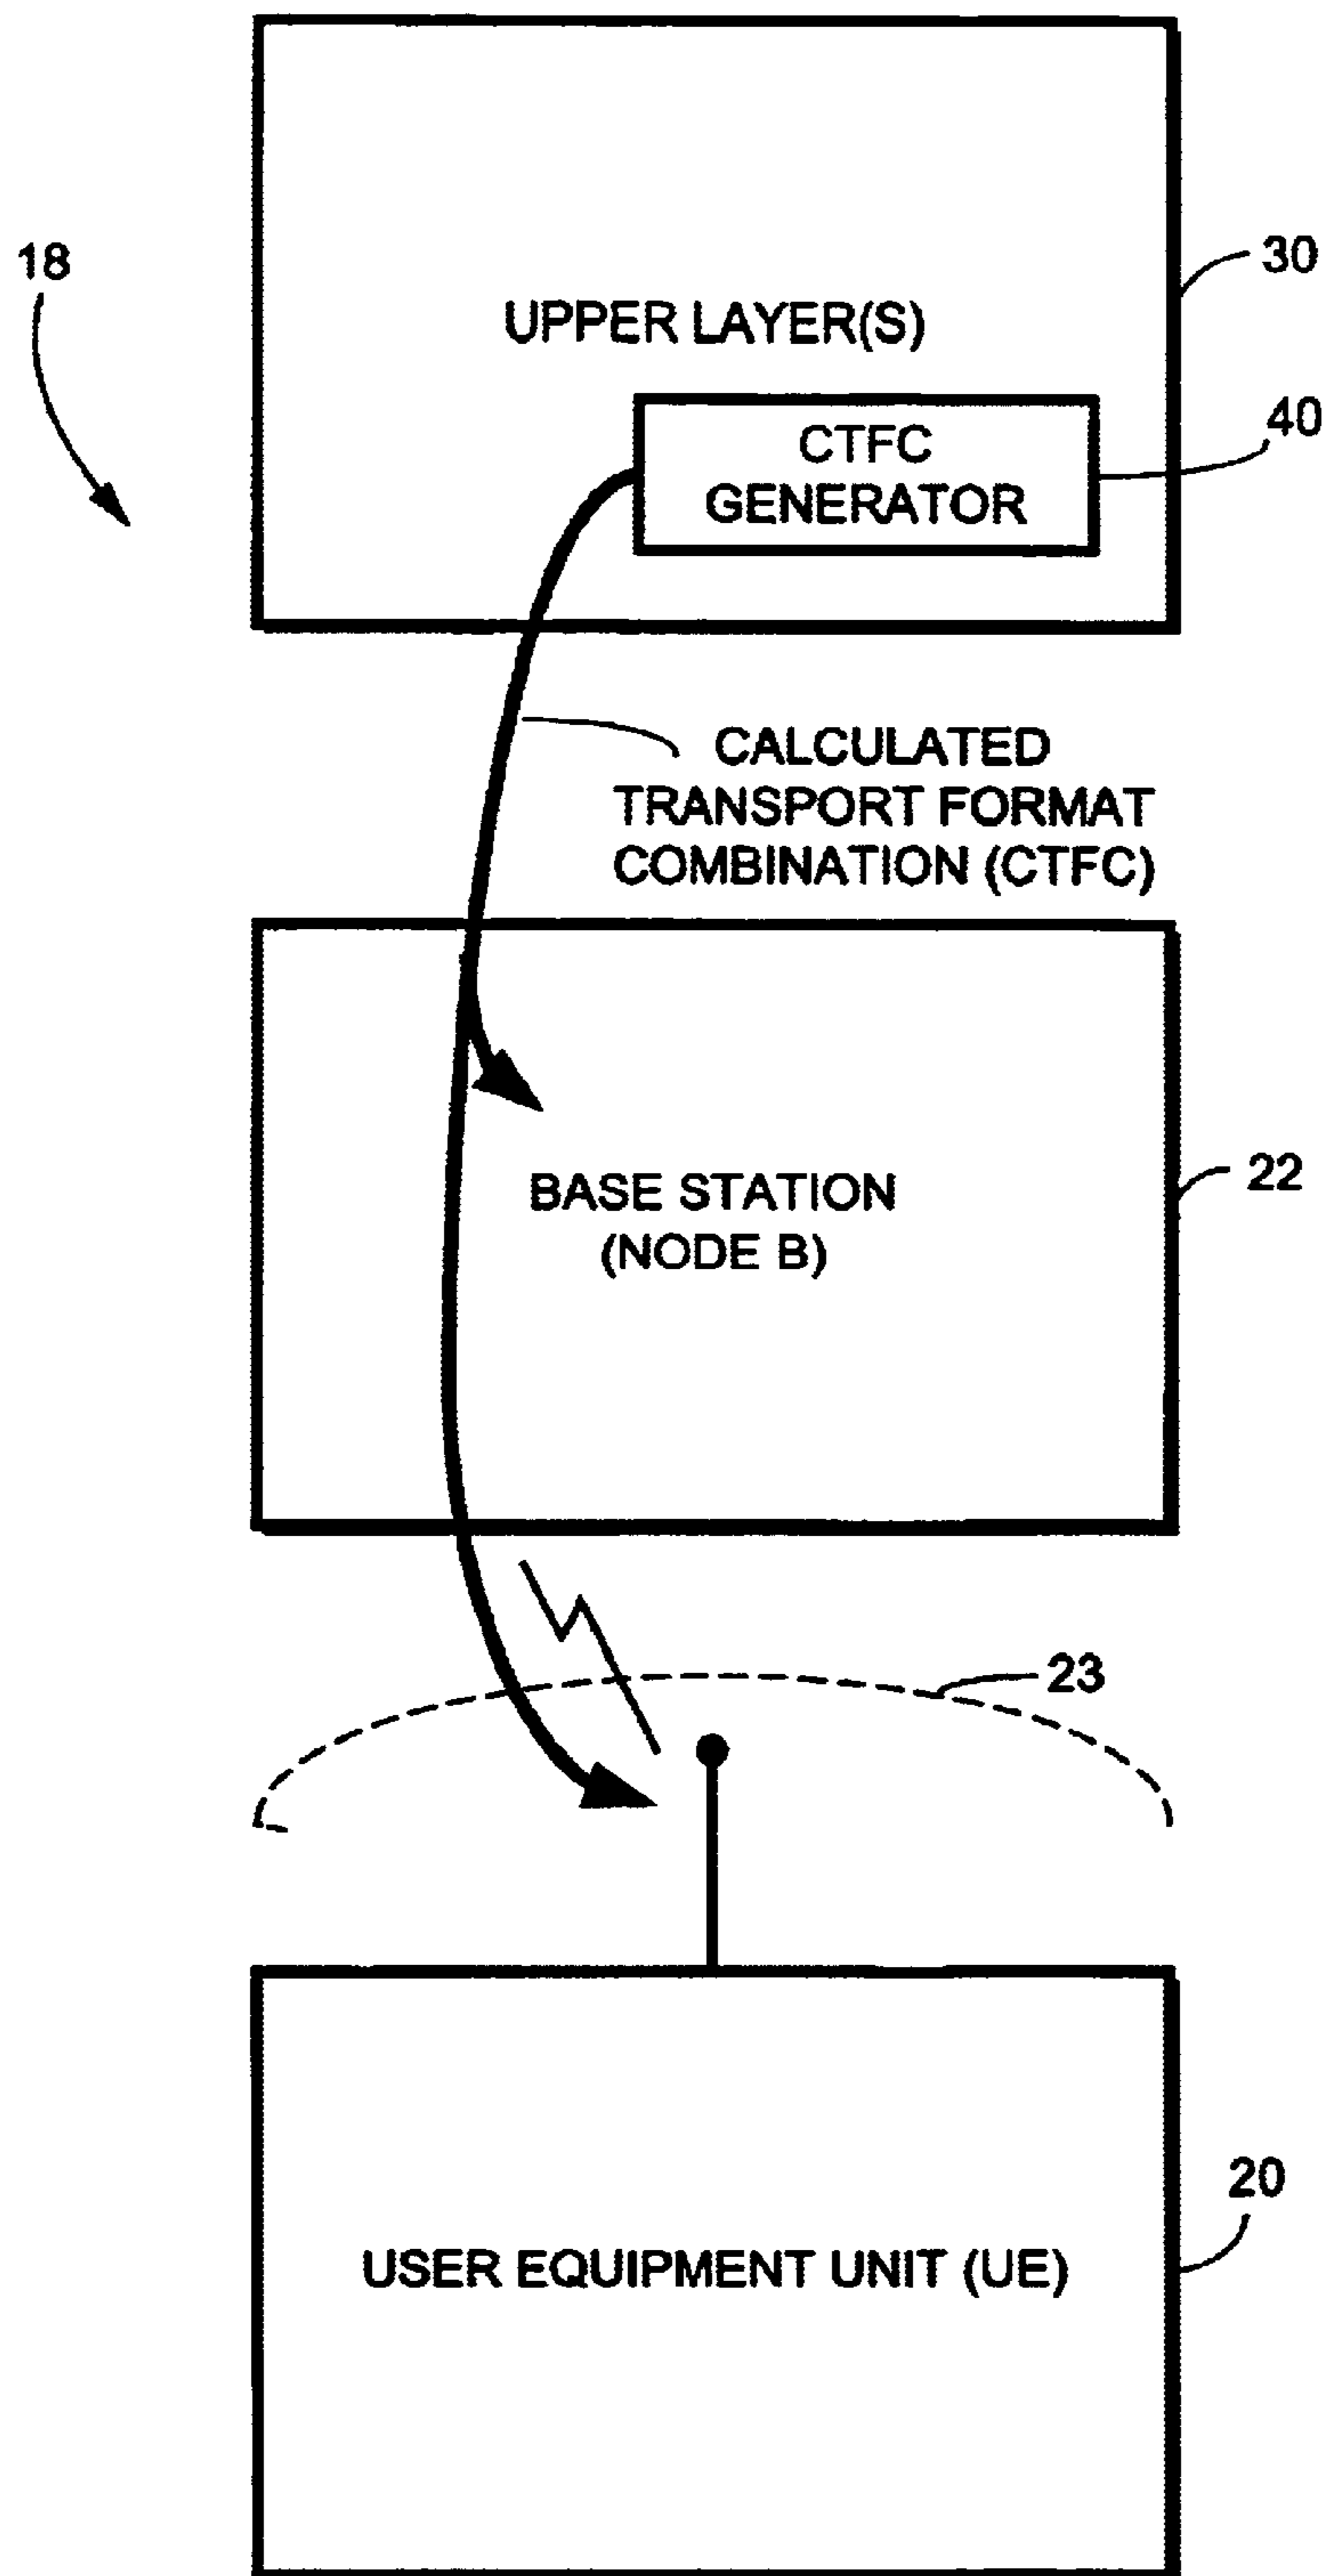 18
30
UPPER LAYER(S)
40
CTFC
GENERATOR
CALCULATED
TRANSPORT FORMAT
COMBINATION (CTFC)
BASE STATION
(NODE B)
22
23
20
USER EQUIPMENT UNIT (UE)